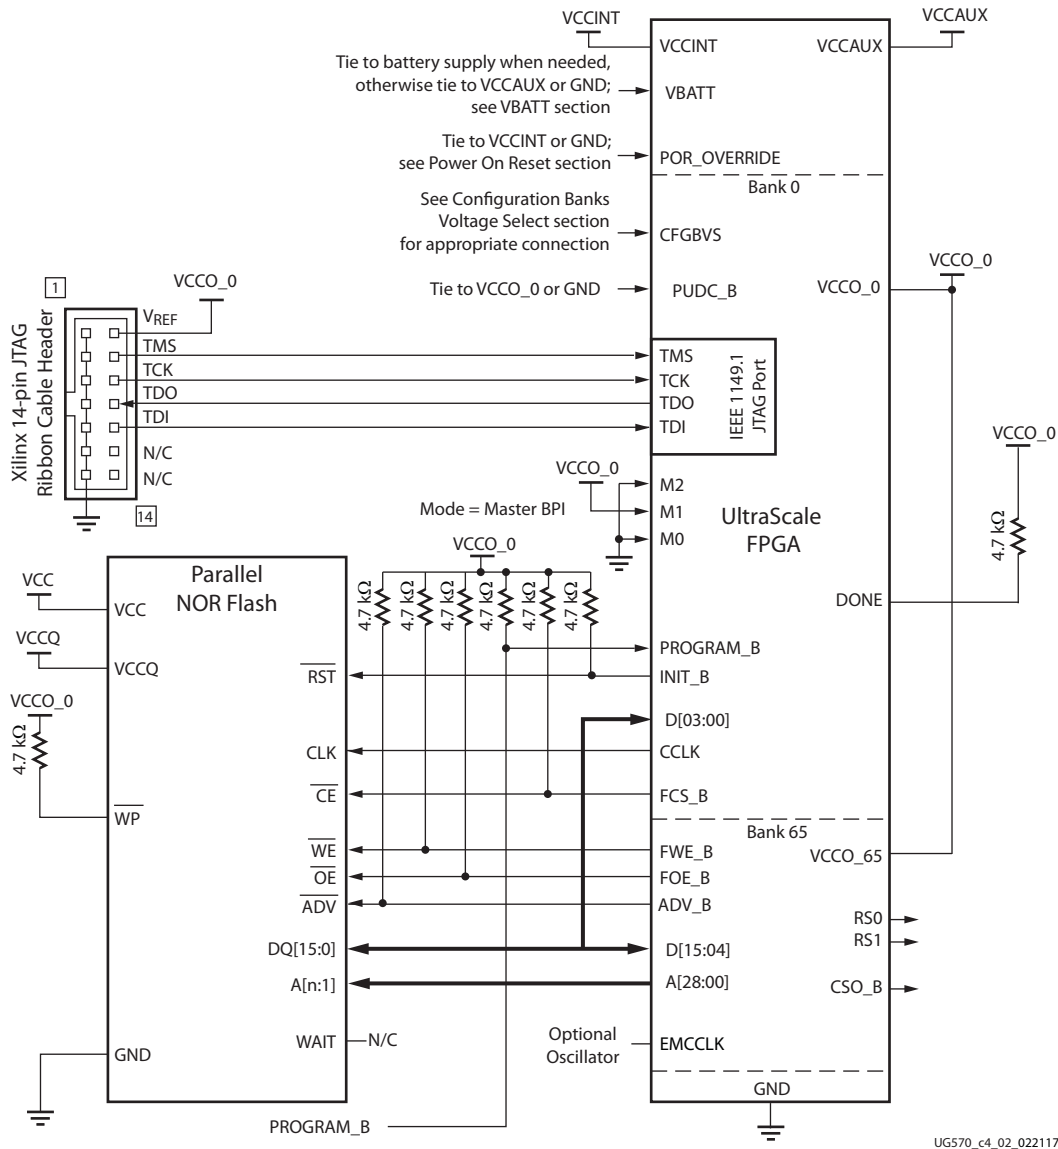 VCCINT
VCCAUX
VCCINT
VCCAUX
Tie to battery supply when needed,
otherwise tie to VCCAUX or GND;
see VBATT section
VBATT
Tie to VCCINT or GND;
see Power On Reset section
POR_OVERRIDE
Bank 0
See Configuration Banks
Voltage Select section
for appropriate connection
CFGBVS
VCCO_0
Tie to VCCO_0 or GND
PUDC_B
VCCO_0
1
VCCO_0
VREF
TMS
TCK
TDO
TDI
N/C
N/C
14
Xilinx 14-pin JTAG
Ribbon Cable Header
TMS
TCK
TDO
TDI
IEEE 1149.1
JTAG Port
VCCO_0
M2
M1
M0
Mode = Master BPI
UltraScale
FPGA
VCCO_0
4.7 kΩ
DONE
VCCO_0
4.7 kΩ
4.7 kΩ
4.7 kΩ
4.7 kΩ
4.7 kΩ
4.7 kΩ
Parallel
NOR Flash
VCC
VCC
VCCQ
VCCQ
VCCO_0
4.7 kΩ
WP
RST
CLK
CE
WE
OE
ADV
DQ[15:0]
A[n:1]
WAIT
N/C
GND
PROGRAM_B
INIT_B
D[03:00]
CCLK
FCS_B
Bank 65
VCCO_65
FWE_B
FOE_B
ADV_B
RS0
RS1
D[15:04]
A[28:00]
CSO_B
Optional
Oscillator
EMCCLK
GND
PROGRAM_B
UG570_c4_02_022117